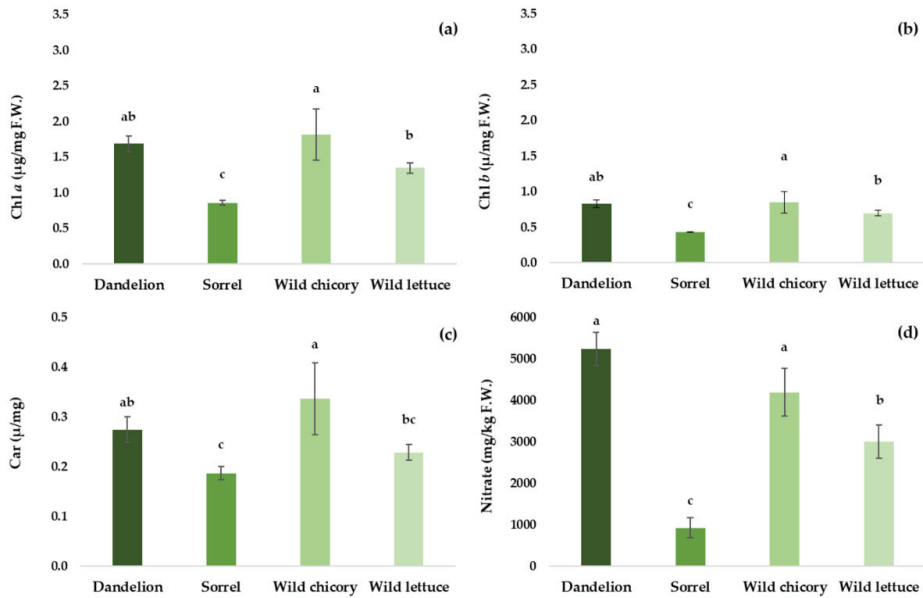 (a)
Chl a (µg/mg F.W.)
3.5
3.0
2.5
2.0
1.5
1.0
0.5
0.0
ab
c
a
b
Dandelion Sorrel Wild chicory Wild lettuce
(b)
Chl b (µ/mg F.W.)
3.5
3.0
2.5
2.0
1.5
1.0
0.5
0.0
ab
c
a
b
Dandelion Sorrel Wild chicory Wild lettuce
(c)
Car (µ/mg)
0.5
0.4
0.3
0.2
0.1
0.0
ab
c
a
bc
Dandelion Sorrel Wild chicory Wild lettuce
(d)
Nitrate (mg/kg F.W.)
6000
5000
4000
3000
2000
1000
0
a
c
a
b
Dandelion Sorrel Wild chicory Wild lettuce